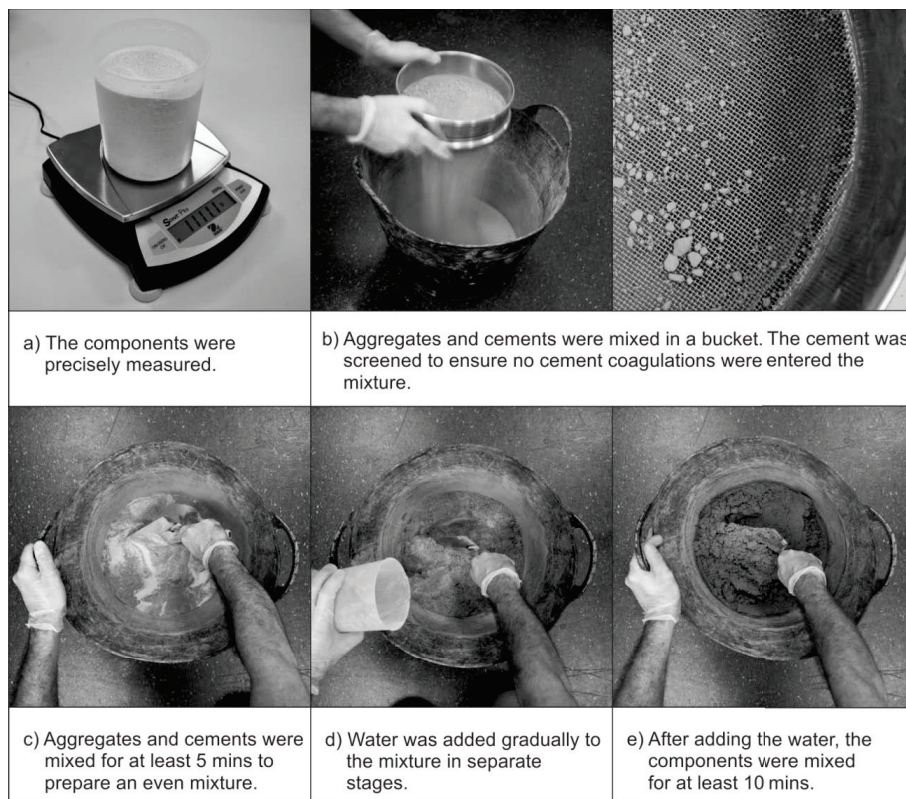 Scout Pro
a) The components were
precisely measured.
b) Aggregates and cements were mixed in a bucket. The cement was
screened to ensure no cement coagulations were entered the
mixture.
c) Aggregates and cements were
mixed for at least 5 mins to
prepare an even mixture.
d) Water was added gradually to
the mixture in separate
stages.
e) After adding the water, the
components were mixed
for at least 10 mins.